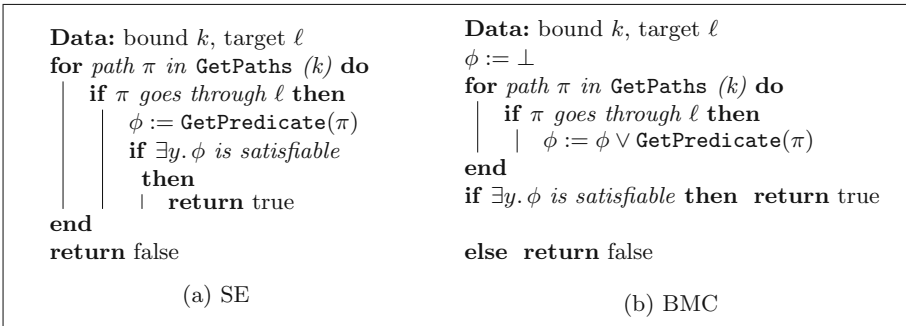 Data: bound k, target ℓ
for path π in GetPaths (k) do
if π goes through ℓ then
ϕ := GetPredicate(π)
if ∃y. ϕ is satisfiable
then
return true
end
return false
(a) SE
Data: bound k, target ℓ
ϕ := ⊥
for path π in GetPaths (k) do
if π goes through ℓ then
ϕ := ϕ ∨ GetPredicate(π)
end
if ∃y. ϕ is satisfiable then return true
else return false
(b) BMC